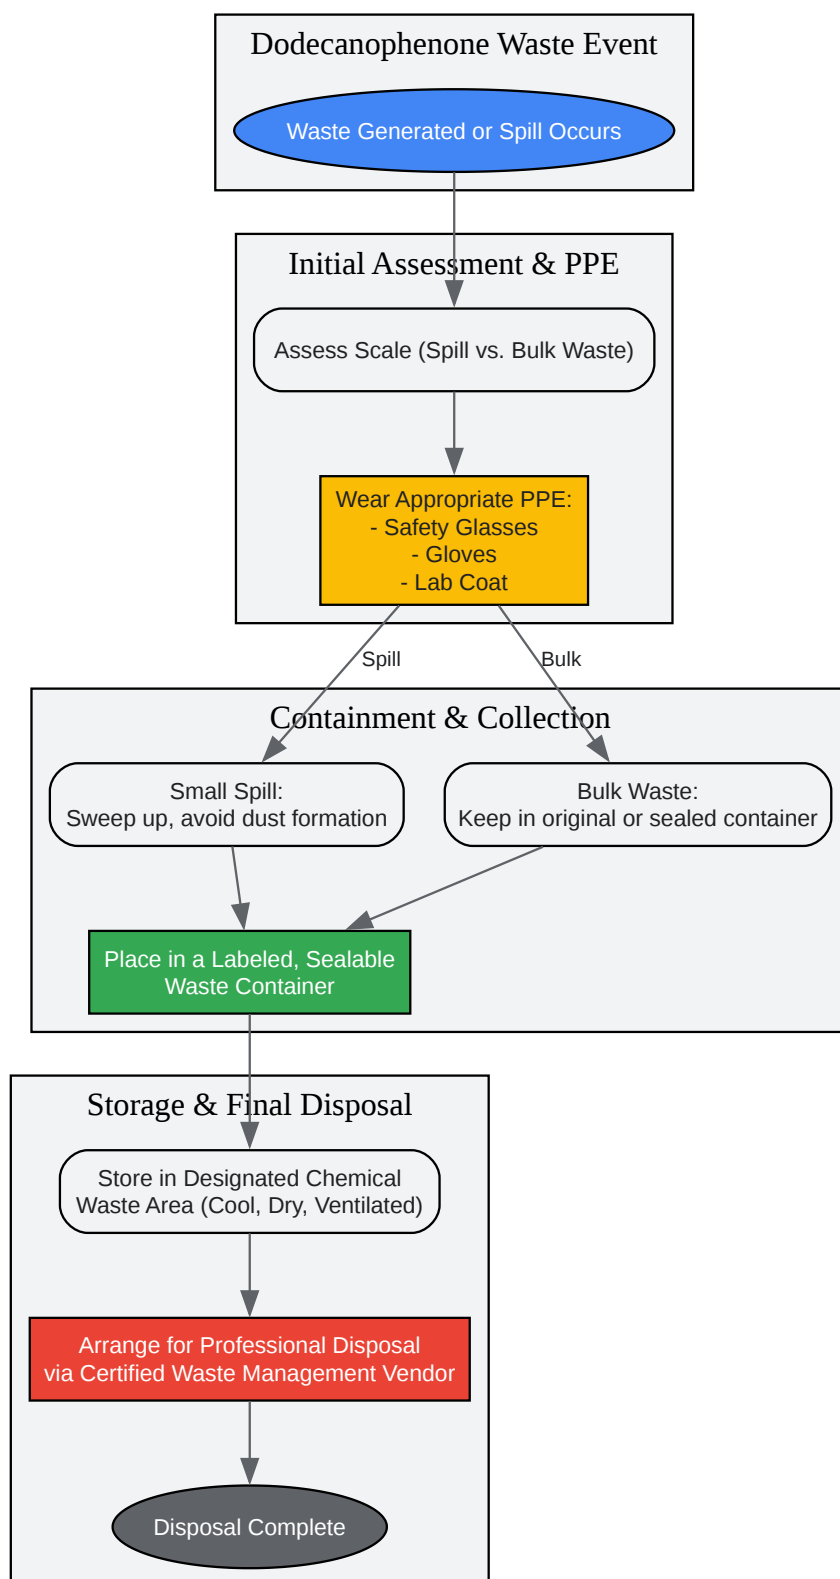 Dodecanophenone Waste Event
Waste Generated or Spill Occurs
Initial Assessment & PPE
Assess Scale (Spill vs. Bulk Waste)
Wear Appropriate PPE:
- Safety Glasses
- Gloves
- Lab Coat
Spill
Bulk
Containment & Collection
Small Spill:
Sweep up, avoid dust formation
Bulk Waste:
Keep in original or sealed container
Place in a Labeled, Sealable
Waste Container
Storage & Final Disposal
Store in Designated Chemical
Waste Area (Cool, Dry, Ventilated)
Arrange for Professional Disposal
via Certified Waste Management Vendor
Disposal Complete